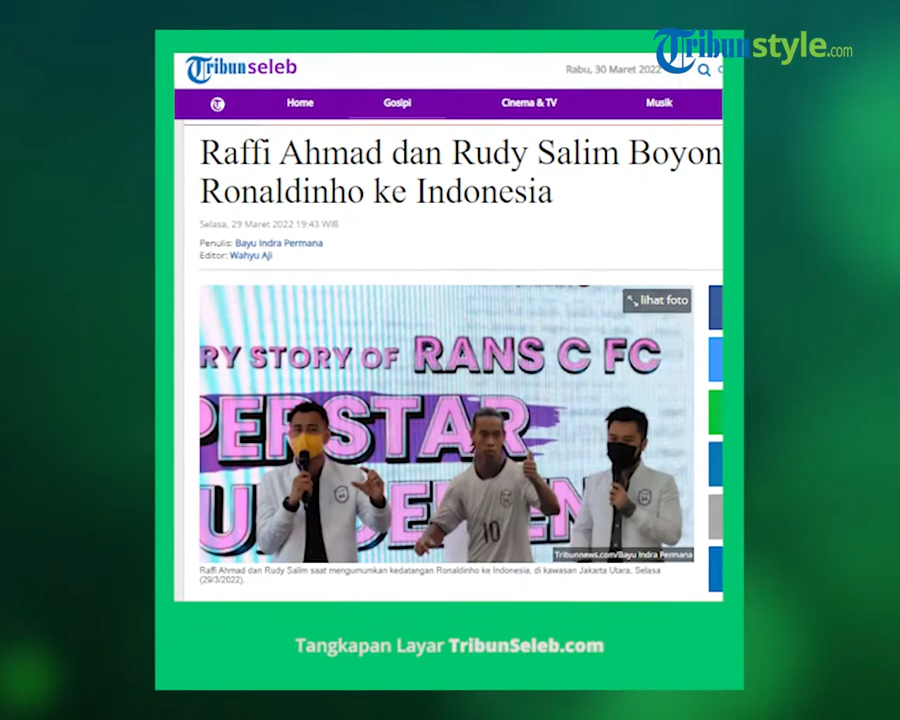 Tribunstyle.com
Tribunseleb
Rabu, 30 Maret 2022
Home Gosipi Cinema & TV Musik
Raffi Ahmad dan Rudy Salim Boyon
Ronaldinho ke Indonesia
Selasa, 29 Maret 2022 19:43 WIB
Penulis: Bayu Indra Permana
Editor: Wahyu Aji
lihat foto
RY STORY OF RANS C FC
PERSTAR
10
Tribunnews.com/Bayu Indra Permana
Raffi Ahmad dan Rudy Salim saat mengumumkan kedatangan Ronaldinho ke Indonesia, di kawasan Jakarta Utara, Selasa
(29/3/2022).
Tangkapan Layar TribunSeleb.com